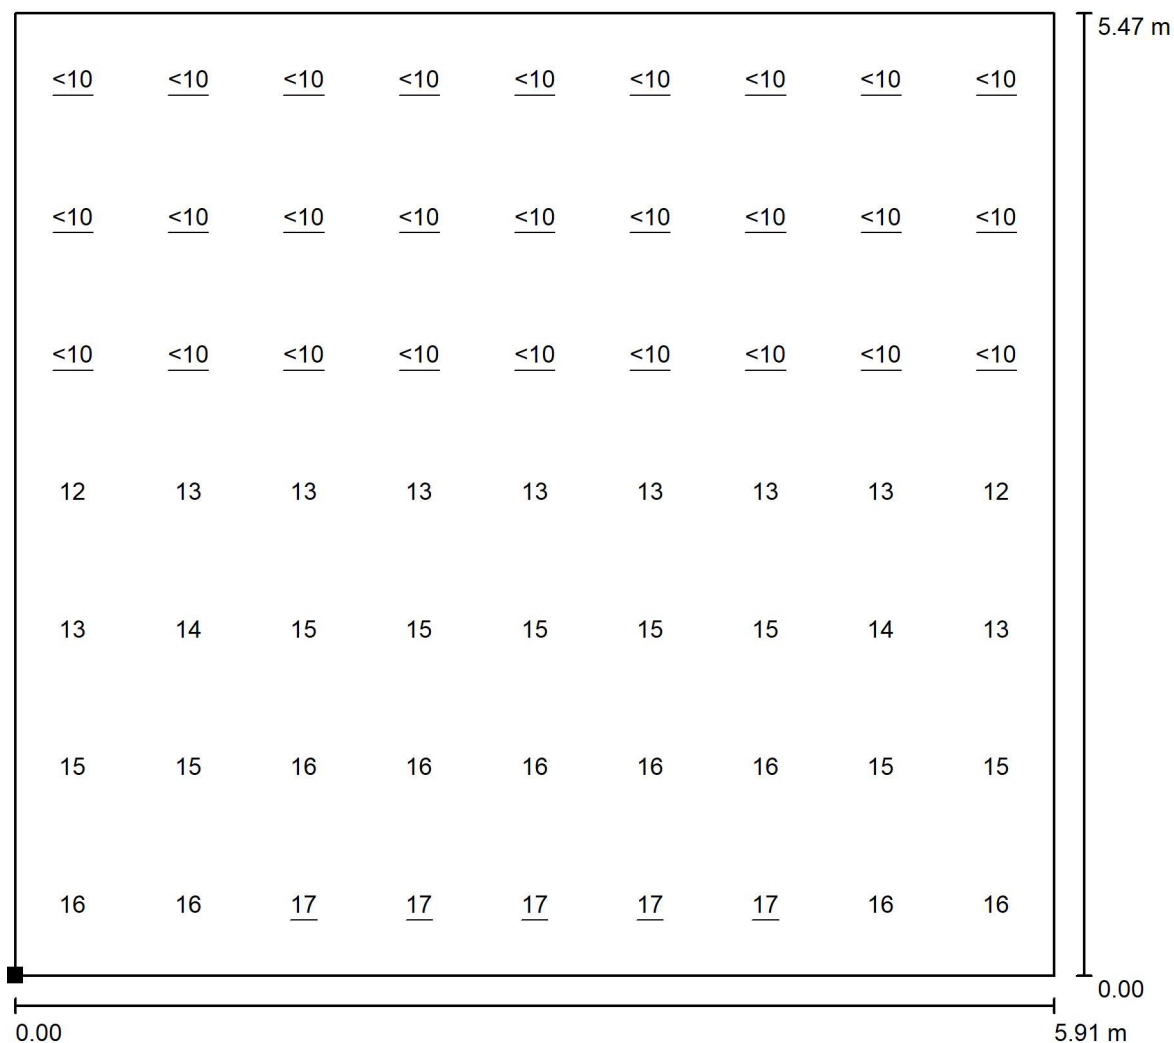 5.47 m
<10 <10 <10 <10 <10 <10 <10 <10 <10
<10 <10 <10 <10 <10 <10 <10 <10 <10
<10 <10 <10 <10 <10 <10 <10 <10 <10
12 13 13 13 13 13 13 13 12
13 14 15 15 15 15 15 14 13
15 15 16 16 16 16 16 15 15
16 16 17 17 17 17 17 16 16
0.00
0.00 5.91 m